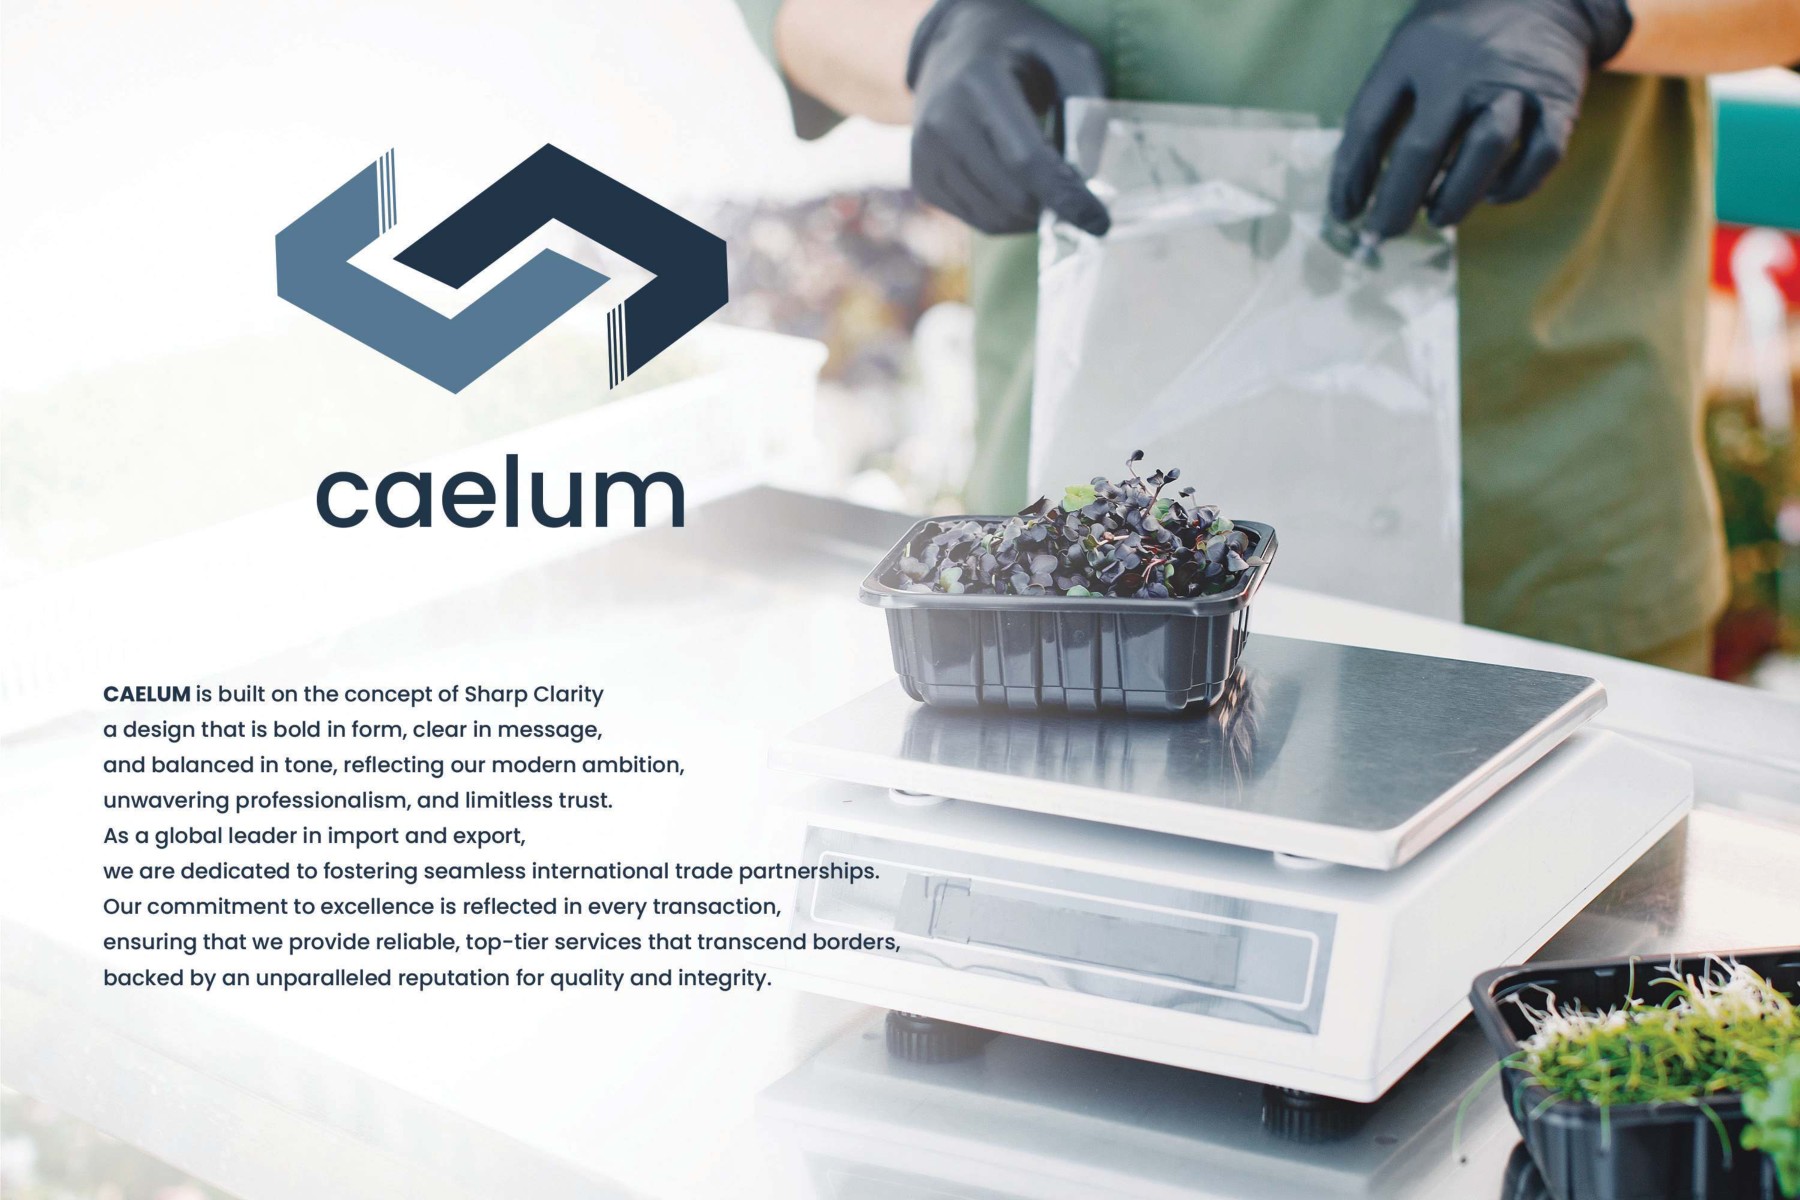 caelum
CAELUM is built on the concept of Sharp Clarity
a design that is bold in form, clear in message,
and balanced in tone, reflecting our modern ambition,
unwavering professionalism, and limitless trust.
As a global leader in import and export,
we are dedicated to fostering seamless international trade partnerships.
Our commitment to excellence is reflected in every transaction,
ensuring that we provide reliable, top-tier services that transcend borders,
backed by an unparalleled reputation for quality and integrity.